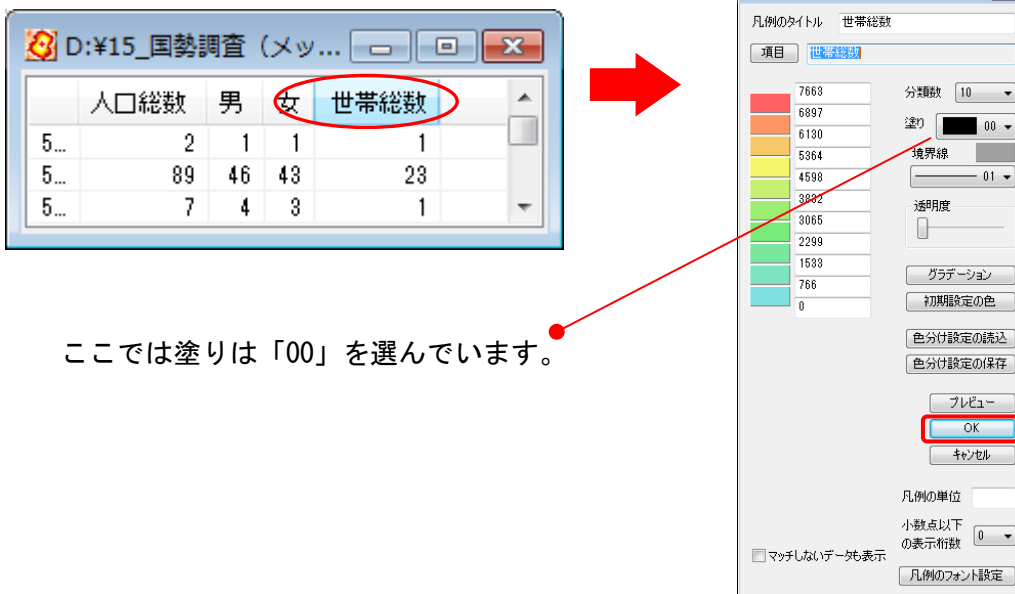 D:¥15_国勢調査（メッ...
人口総数 男 女 世帯総数
5... 2 1 1 1
5... 89 46 43 23
5... 7 4 3 1
ここでは塗りは「00」を選んでいます。
凡例のタイトル 世帯総数
項目 世帯総数
7663
6897
6130
5364
4598
3832
3065
2299
1533
766
0
分類数 10
塗り 00
境界線
01
透明度
グラデーション
初期設定の色
色分け設定の読込
色分け設定の保存
プレビュー
OK
キャンセル
凡例の単位
小数点以下
の表示桁数 0
マッチしないデータも表示
凡例のフォント設定